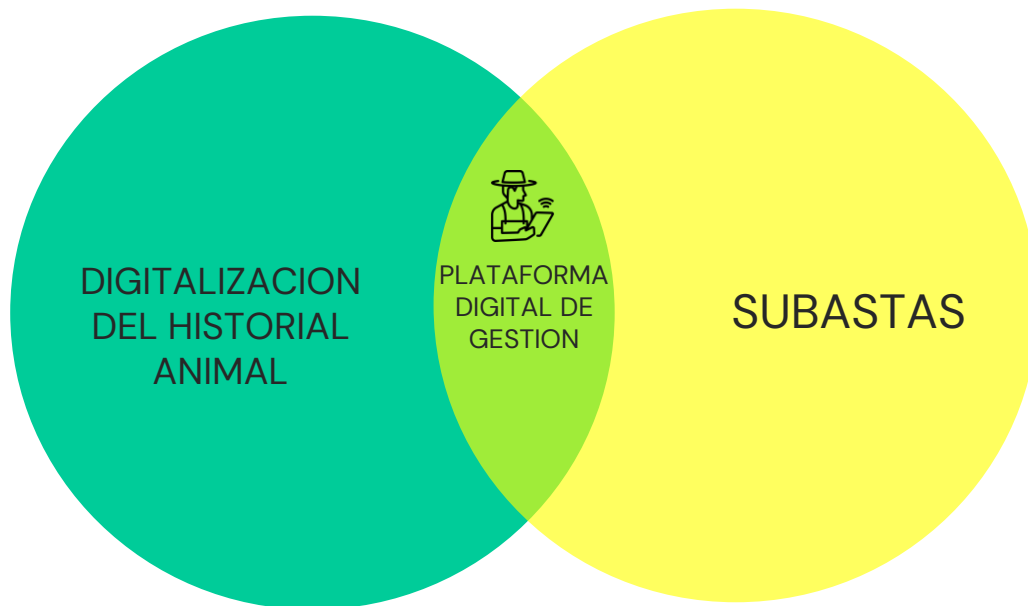 DIGITALIZACION
DEL HISTORIAL
ANIMAL
PLATAFORMA
DIGITAL DE
GESTION
SUBASTAS